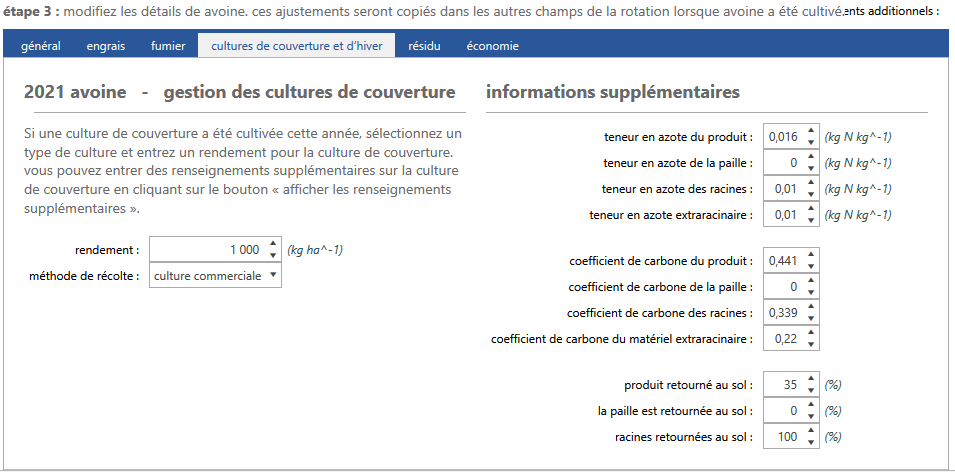 étape 3 : modifiez les détails de avoine. ces ajustements seront copiés dans les autres champs de la rotation lorsque avoine a été cultivé.ents additionnels :
général engrais fumier cultures de couverture et d'hiver résidu économie
2021 avoine - gestion des cultures de couverture
Si une culture de couverture a été cultivée cette année, sélectionnez un
type de culture et entrez un rendement pour la culture de couverture.
vous pouvez entrer des renseignements supplémentaires sur la culture
de couverture en cliquant sur le bouton « afficher les renseignements
supplémentaires ».
rendement : 1 000 (kg ha^-1)
méthode de récolte : culture commerciale
informations supplémentaires
teneur en azote du produit : 0,016 (kg N kg^-1)
teneur en azote de la paille : 0 (kg N kg^-1)
teneur en azote des racines : 0,01 (kg N kg^-1)
teneur en azote extraracinaire : 0,01 (kg N kg^-1)
coefficient de carbone du produit : 0,441
coefficient de carbone de la paille : 0
coefficient de carbone des racines : 0,339
coefficient de carbone du matériel extraracinaire : 0,22
produit retourné au sol : 35 (%)
la paille est retournée au sol : 0 (%)
racines retournées au sol : 100 (%)